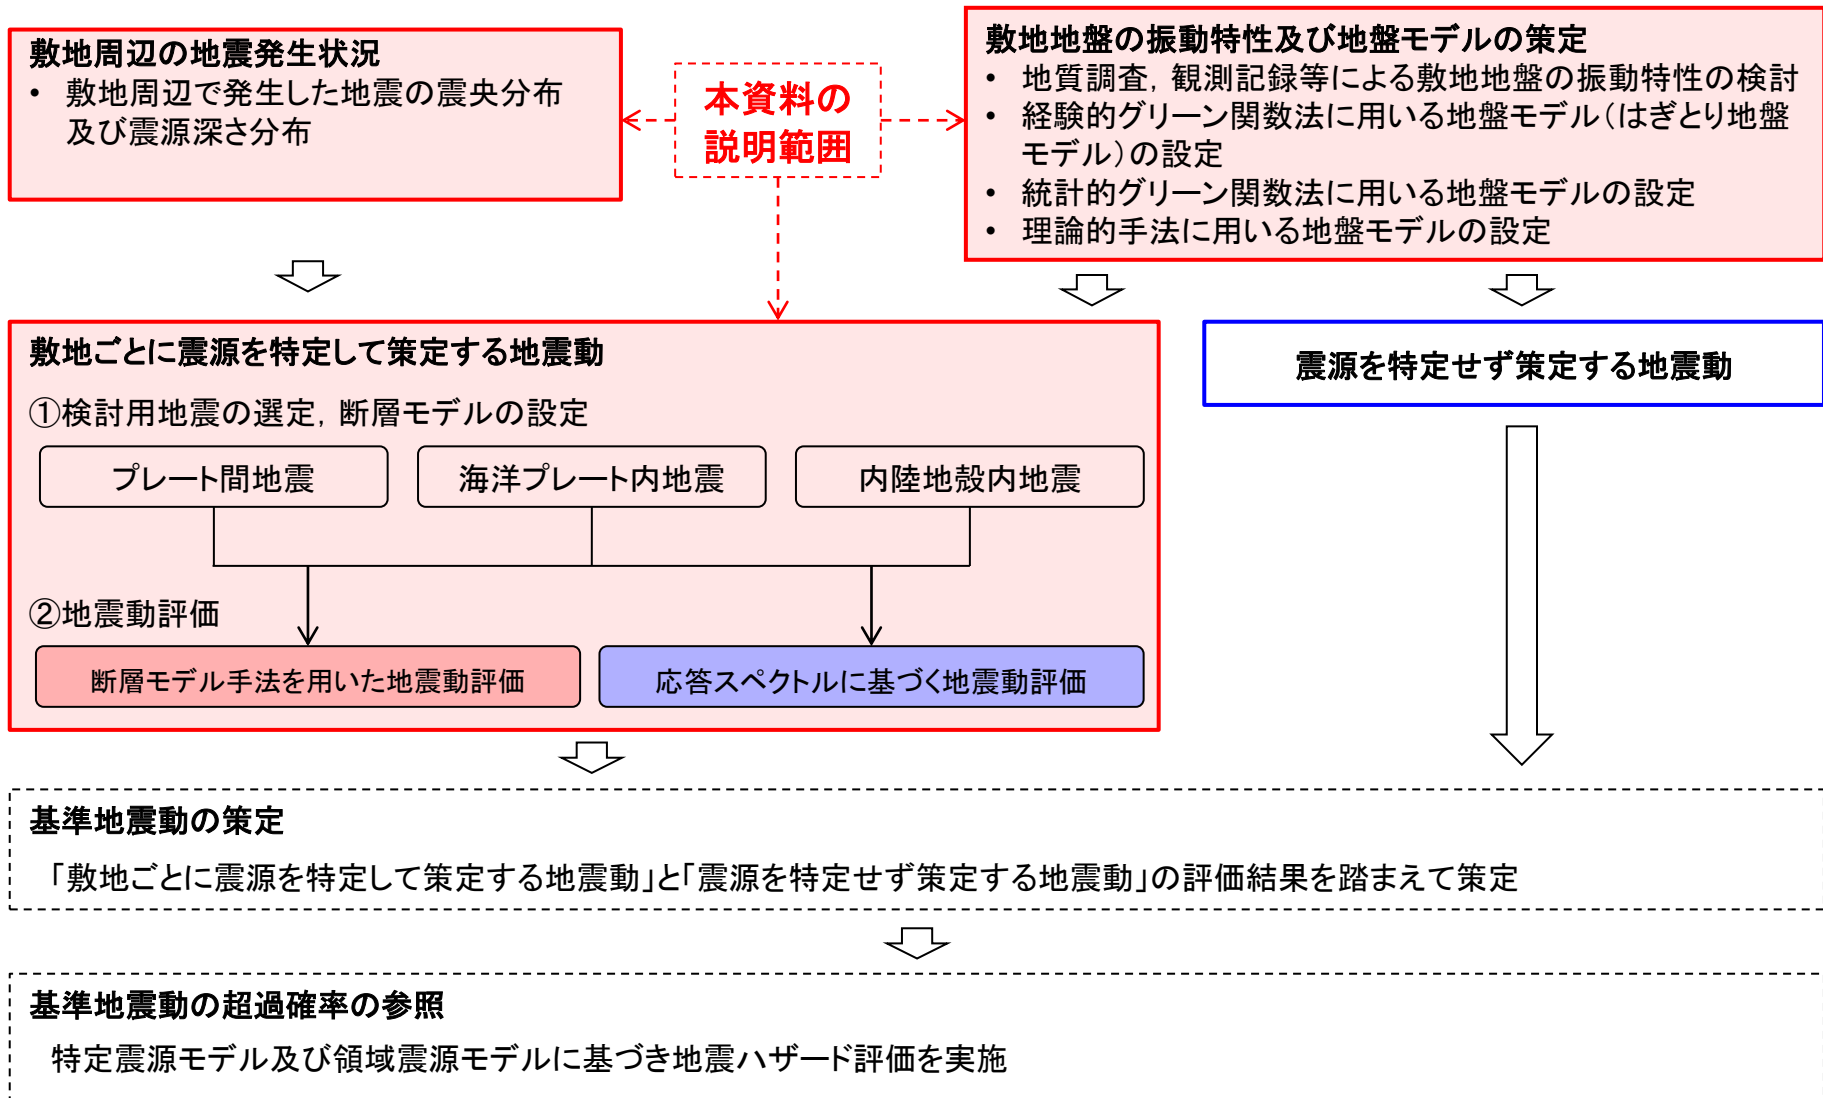 敷地周辺の地震発生状況
• 敷地周辺で発生した地震の震央分布
及び震源深さ分布
本資料の
説明範囲
敷地地盤の振動特性及び地盤モデルの策定
• 地質調査，観測記録等による敷地地盤の振動特性の検討
• 経験的グリーン関数法に用いる地盤モデル（はぎとり地盤
モデル）の設定
• 統計的グリーン関数法に用いる地盤モデルの設定
• 理論的手法に用いる地盤モデルの設定
敷地ごとに震源を特定して策定する地震動
①検討用地震の選定，断層モデルの設定
プレート間地震
海洋プレート内地震
内陸地殻内地震
②地震動評価
断層モデル手法を用いた地震動評価
応答スペクトルに基づく地震動評価
震源を特定せず策定する地震動
基準地震動の策定
「敷地ごとに震源を特定して策定する地震動」と「震源を特定せず策定する地震動」の評価結果を踏まえて策定
基準地震動の超過確率の参照
特定震源モデル及び領域震源モデルに基づき地震ハザード評価を実施